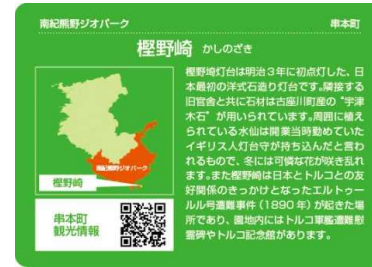 南紀熊野ジオパーク
串本町
樫野崎 かしのざき
樫野埼灯台は明治3年に初点灯した、日
本最初の洋式石造り灯台です。隣接する
旧官舎と共に石材は古座川町産の“宇津
木石”が用いられています。周囲に植え
られている水仙は開業当時勤めていた
イギリス人灯台守が持ち込んだと言わ
れるもので、冬には可憐な花が咲き乱れ
ます。また樫野崎は日本とトルコとの友
好関係のきっかけとなったエルトゥー
ルル号遭難事件(1890年)が起きた場
所であり、園地内にはトルコ軍艦遭難慰
霊碑やトルコ記念館があります。
南紀熊野ジオパーク
樫野崎
串本町
観光情報